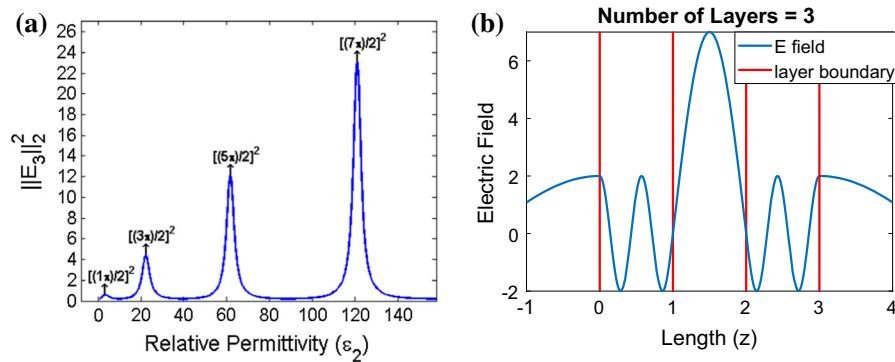 (a)
26
24
22
20
18
16
14
12
10
8
6
4
2
0
||E₃||₂²
[(1π)/2]²
[(3π)/2]²
[(5π)/2]²
[(7π)/2]²
0 20 40 60 80 100 120 140
Relative Permittivity (ε₂)
(b)
Number of Layers = 3
E field
layer boundary
6
4
2
0
-2
Electric Field
-1 0 1 2 3 4
Length (z)